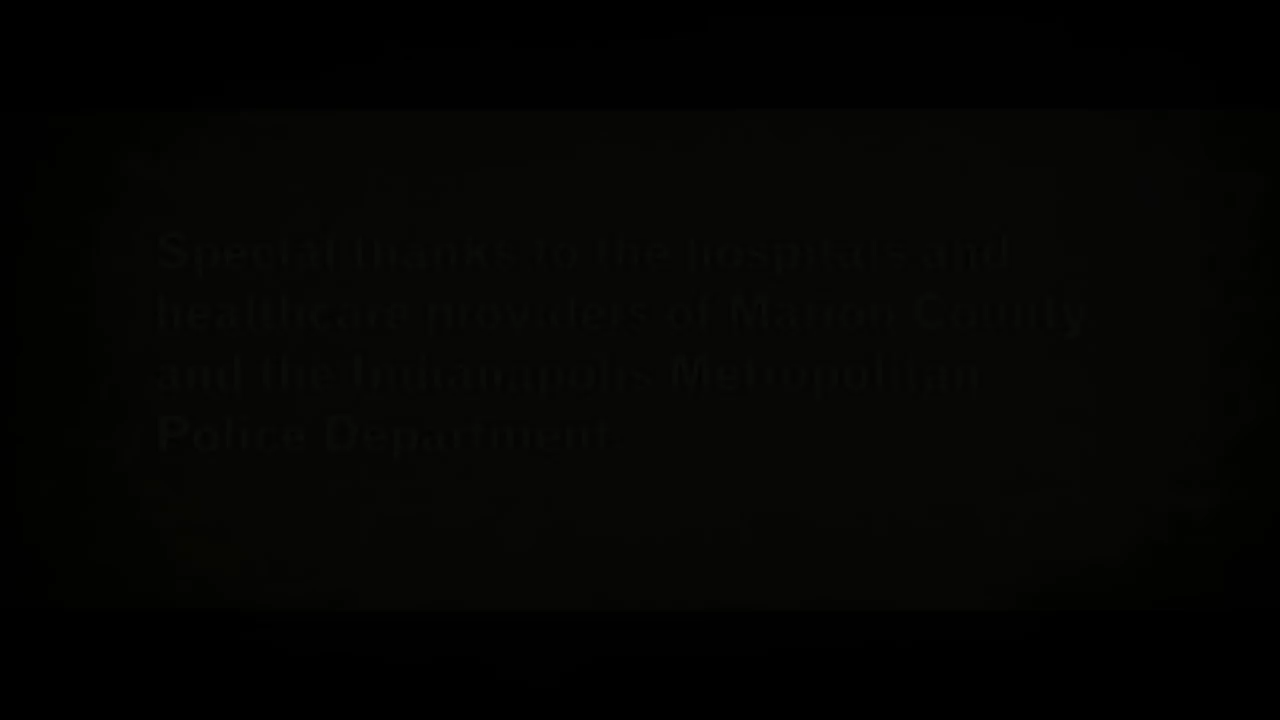 Special thanks to the hospitals and
healthcare providers of Marion County
and the Indianapolis Metropolitan
Police Department.